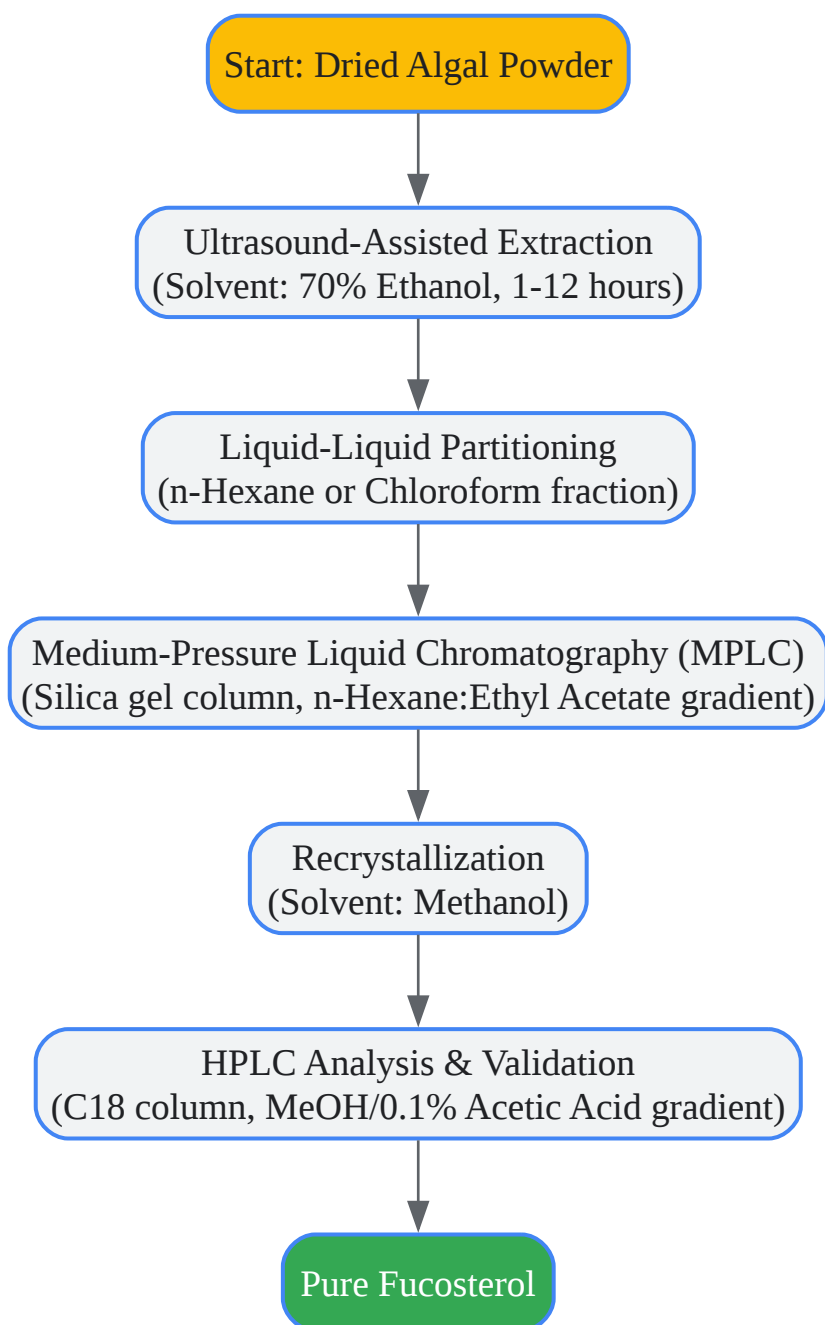 Start: Dried Algal Powder
Ultrasound-Assisted Extraction
(Solvent: 70% Ethanol, 1-12 hours)
Liquid-Liquid Partitioning
(n-Hexane or Chloroform fraction)
Medium-Pressure Liquid Chromatography (MPLC)
(Silica gel column, n-Hexane:Ethyl Acetate gradient)
Recrystallization
(Solvent: Methanol)
HPLC Analysis & Validation
(C18 column, MeOH/0.1% Acetic Acid gradient)
Pure Fucosterol